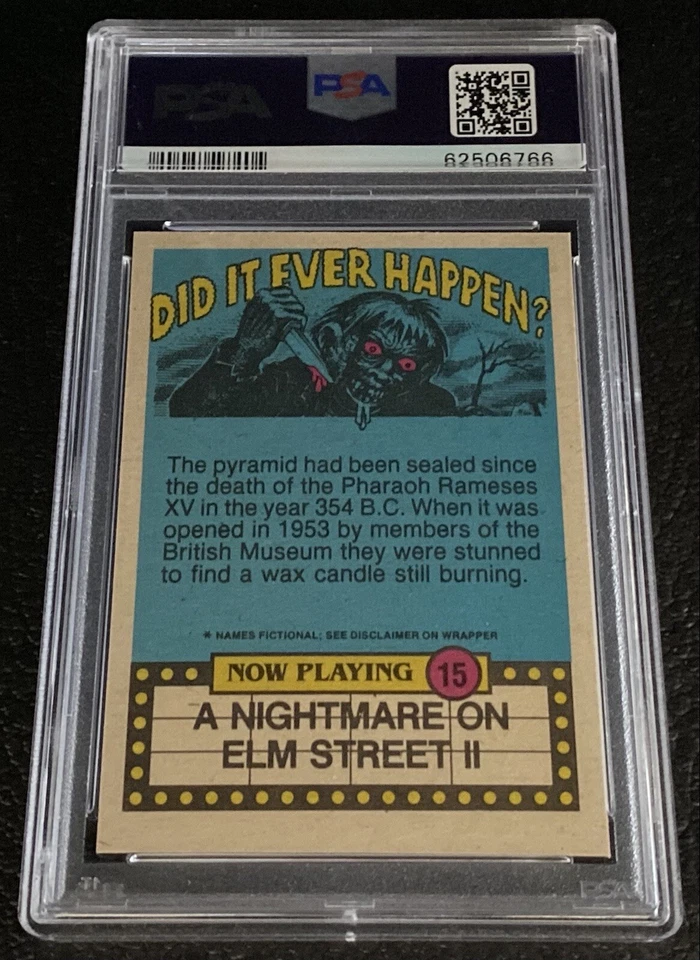 PSA PSA
62506766
DID IT EVER HAPPEN?
The pyramid had been sealed since
the death of the Pharaoh Rameses
XV in the year 354 B.C. When it was
opened in 1953 by members of the
British Museum they were stunned
to find a wax candle still burning.
* NAMES FICTIONAL; SEE DISCLAIMER ON WRAPPER
NOW PLAYING 15
A NIGHTMARE ON
ELM STREET II
PSA